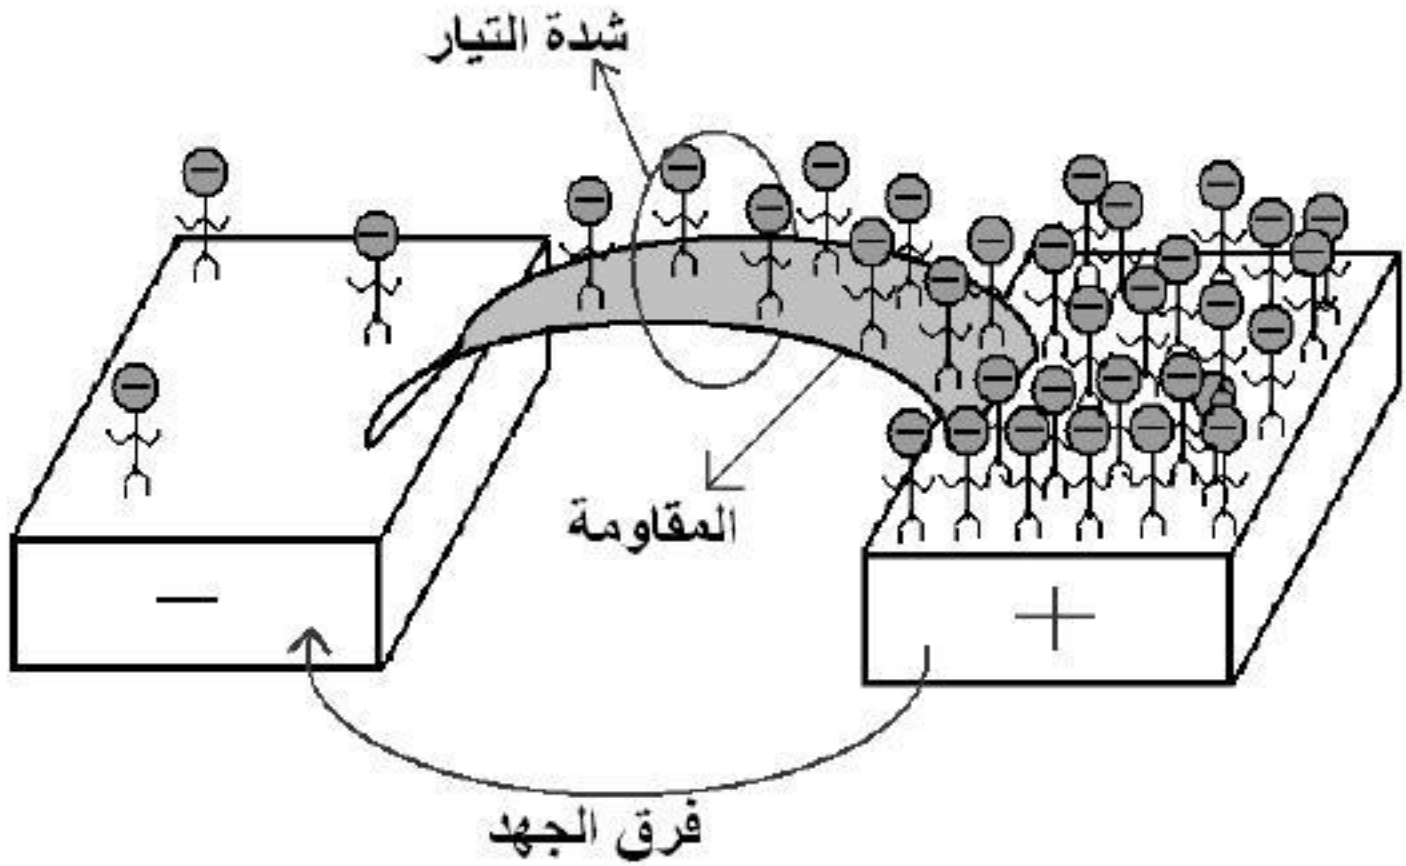 شدة التيار
المقاومة
− +
فرق الجهد